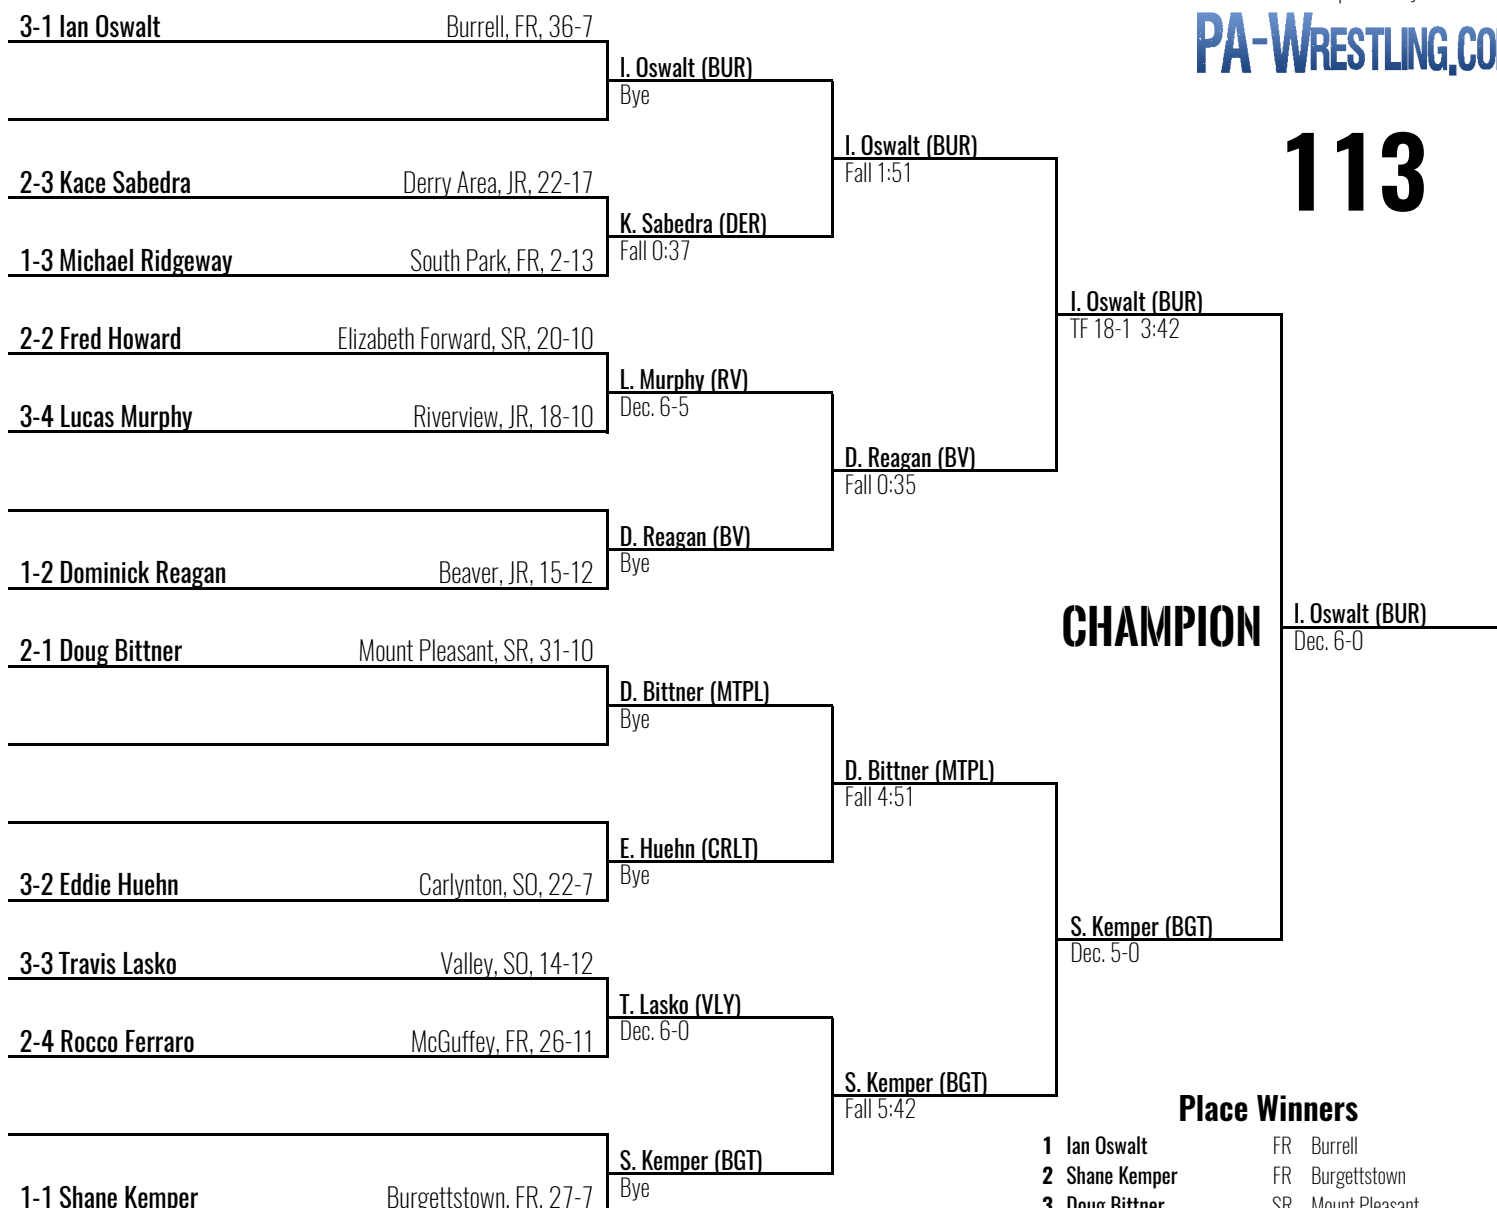 3-1 Ian Oswalt Burrell, FR, 36-7
I. Oswalt (BUR)
Bye
PA-WRESTLING.CO
113
I. Oswalt (BUR)
Fall 1:51
2-3 Kace Sabedra Derry Area, JR, 22-17
K. Sabedra (DER)
Fall 0:37
1-3 Michael Ridgeway South Park, FR, 2-13
I. Oswalt (BUR)
TF 18-1 3:42
2-2 Fred Howard Elizabeth Forward, SR, 20-10
L. Murphy (RV)
Dec. 6-5
3-4 Lucas Murphy Riverview, JR, 18-10
D. Reagan (BV)
Fall 0:35
D. Reagan (BV)
Bye
1-2 Dominick Reagan Beaver, JR, 15-12
CHAMPION
I. Oswalt (BUR)
Dec. 6-0
2-1 Doug Bittner Mount Pleasant, SR, 31-10
D. Bittner (MTPL)
Bye
D. Bittner (MTPL)
Fall 4:51
E. Huehn (CRLT)
Bye
3-2 Eddie Huehn Carlynton, SO, 22-7
S. Kemper (BGT)
Dec. 5-0
3-3 Travis Lasko Valley, SO, 14-12
T. Lasko (VLY)
Dec. 6-0
2-4 Rocco Ferraro McGuffey, FR, 26-11
S. Kemper (BGT)
Fall 5:42
S. Kemper (BGT)
Bye
1-1 Shane Kemper Burgettstown, FR, 27-7
Place Winners
1 Ian Oswalt FR Burrell
2 Shane Kemper FR Burgettstown
3 Doug Bittner SR Mount Pleasant